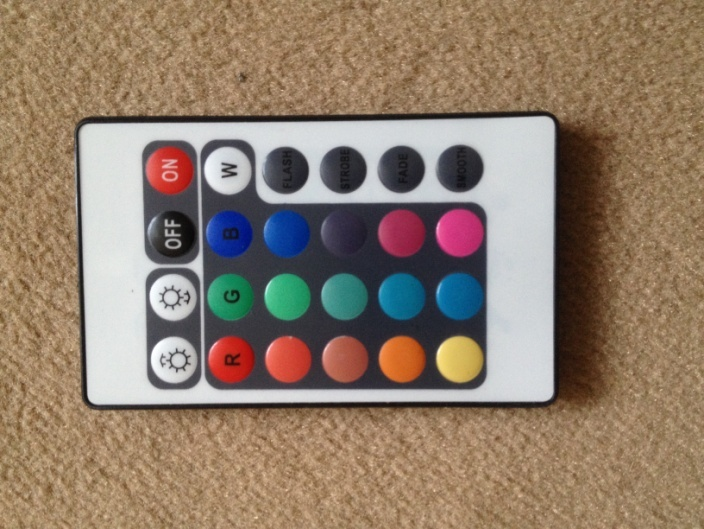 OFF ON
R G B W
FLASH
STROBE
FADE
SMOOTH